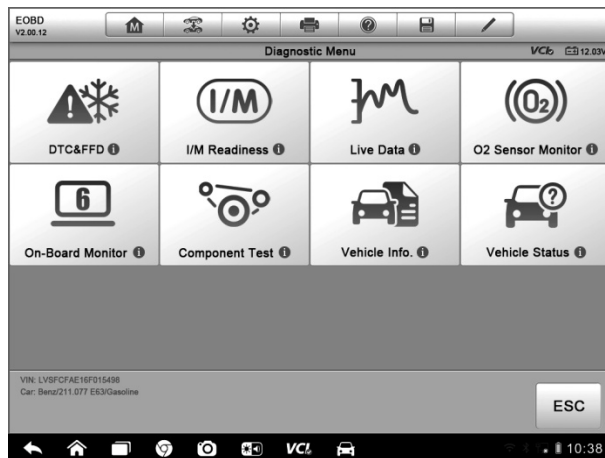 EOBD
V2.00.12
M
Diagnostic Menu
VCI
12.03V
I/M
O2
DTC&FFD
I/M Readiness
Live Data
O2 Sensor Monitor
6
?
On-Board Monitor
Component Test
Vehicle Info.
Vehicle Status
VIN: LVSFCFAE16F015498
Car: Benz/211.077 E63/Gasoline
ESC
VCI
10:38